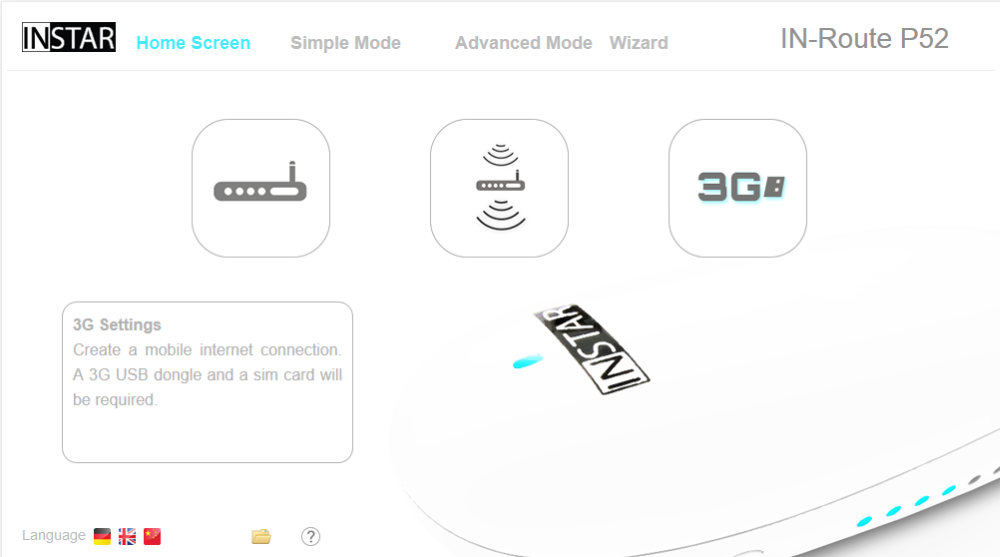 INSTAR
Home Screen
Simple Mode
Advanced Mode
Wizard
IN-Route P52
3G
3G Settings
Create a mobile internet connection.
A 3G USB dongle and a sim card will
be required.
INSTAR
Language
?